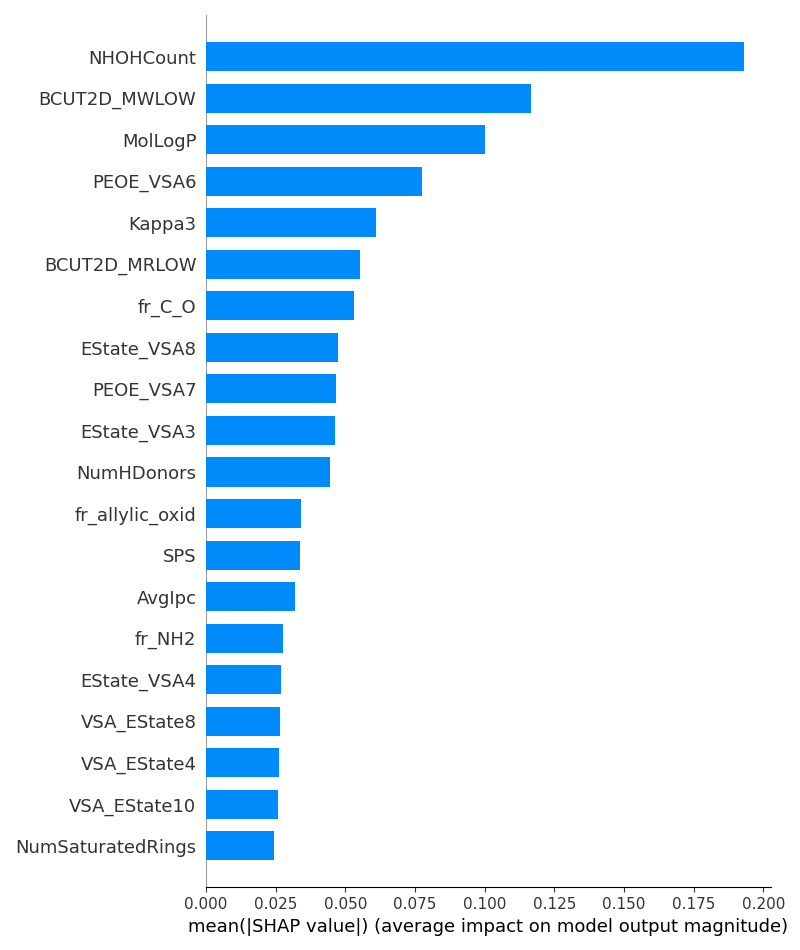 NHOHCount
BCUT2D_MWLOW
MolLogP
PEOE_VSA6
Kappa3
BCUT2D_MRLOW
fr_C_O
EState_VSA8
PEOE_VSA7
EState_VSA3
NumHDonors
fr_allylic_oxid
SPS
AvgIpc
fr_NH2
EState_VSA4
VSA_EState8
VSA_EState4
VSA_EState10
NumSaturatedRings
0.000 0.025 0.050 0.075 0.100 0.125 0.150 0.175 0.200
mean(|SHAP value|) (average impact on model output magnitude)